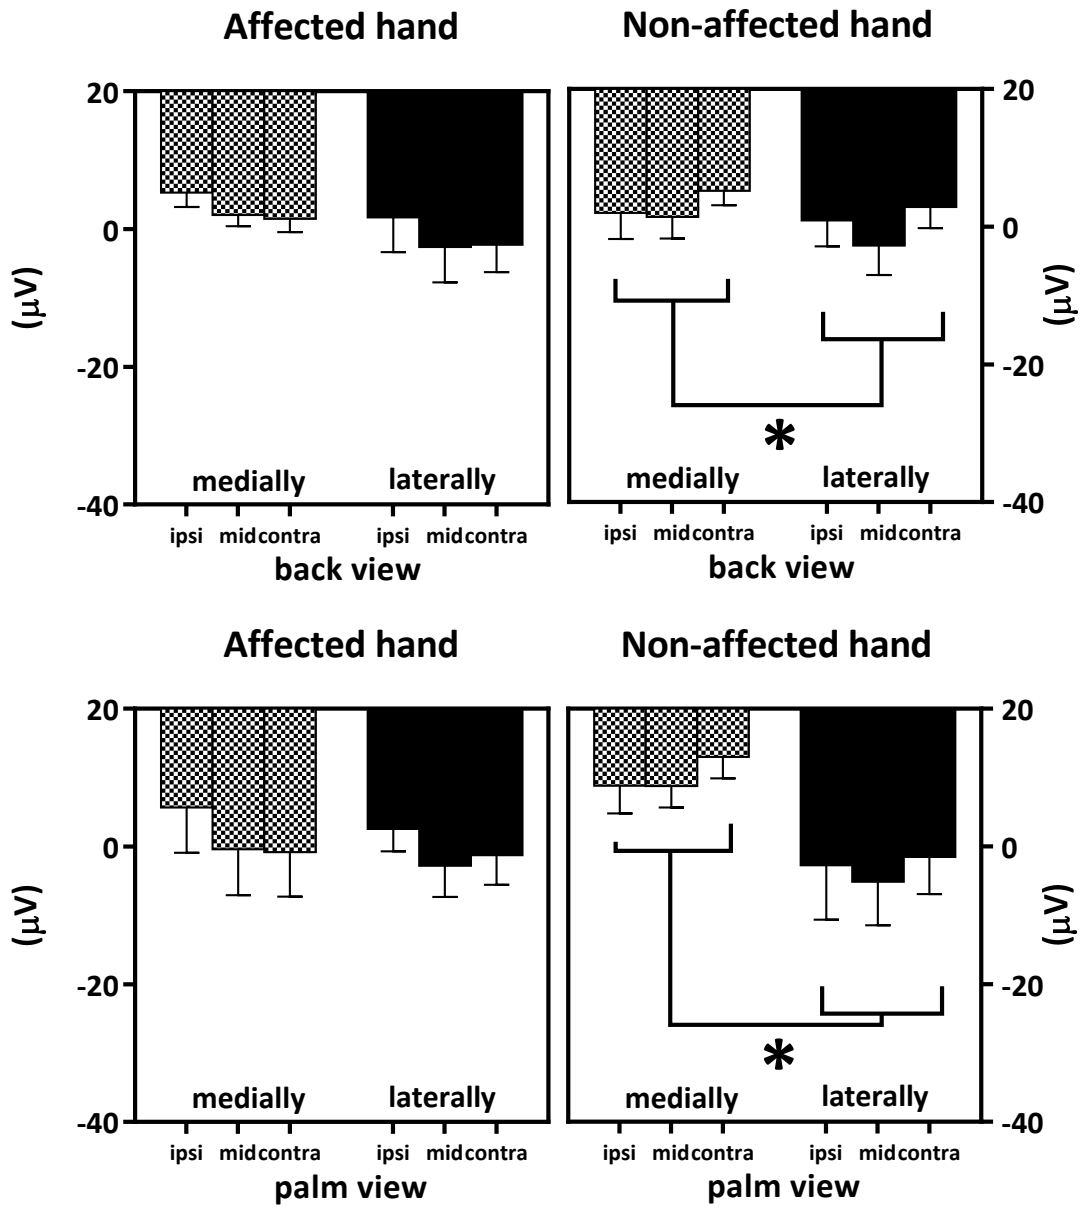 Affected hand
Non-affected hand
20
0
-20
-40
(μV)
medially
laterally
ipsi mid contra ipsi mid contra
back view
20
0
-20
-40
(μV)
*
medially
laterally
ipsi mid contra ipsi mid contra
back view
Affected hand
Non-affected hand
20
0
-20
-40
(μV)
medially
laterally
ipsi mid contra ipsi mid contra
palm view
20
0
-20
-40
(μV)
*
medially
laterally
ipsi mid contra ipsi mid contra
palm view